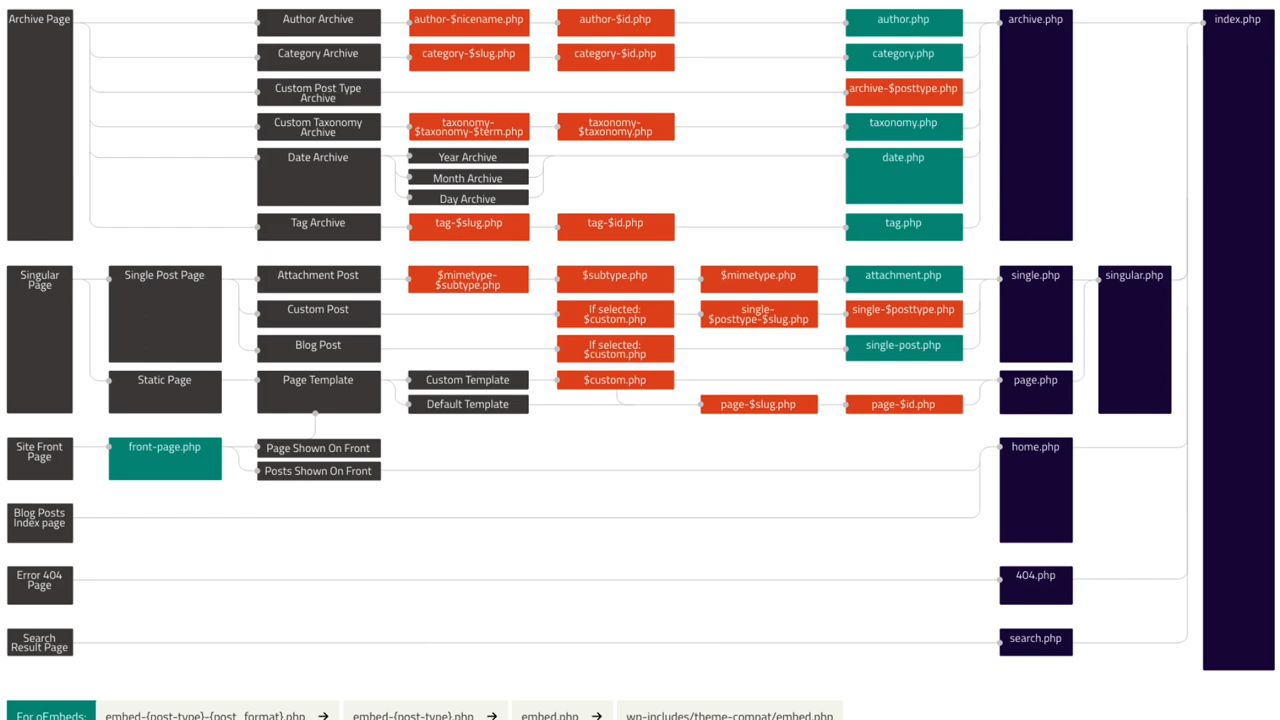 Archive Page
Author Archive
author-$nicename.php
author-$id.php
author.php
archive.php
index.php
Category Archive
category-$slug.php
category-$id.php
category.php
Custom Post Type
Archive
archive-$posttype.php
Custom Taxonomy
Archive
taxonomy-
$taxonomy-$term.php
taxonomy-
$taxonomy.php
taxonomy.php
Date Archive
Year Archive
Month Archive
Day Archive
date.php
Tag Archive
tag-$slug.php
tag-$id.php
tag.php
Singular
Page
Single Post Page
Attachment Post
$mimetype-
$subtype.php
$subtype.php
$mimetype.php
attachment.php
single.php
singular.php
Custom Post
If selected:
$custom.php
single-
$posttype-$slug.php
single-$posttype.php
Blog Post
If selected:
$custom.php
single-post.php
Static Page
Page Template
Custom Template
$custom.php
page.php
Default Template
page-$slug.php
page-$id.php
Site Front
Page
front-page.php
Page Shown On Front
Posts Shown On Front
home.php
Blog Posts
Index page
Error 404
Page
404.php
Search
Result Page
search.php
For oEmbeds:
embed-{post-type}-{post_format}.php →
embed-{post-type}.php →
embed.php →
wp-includes/theme-compat/embed.php